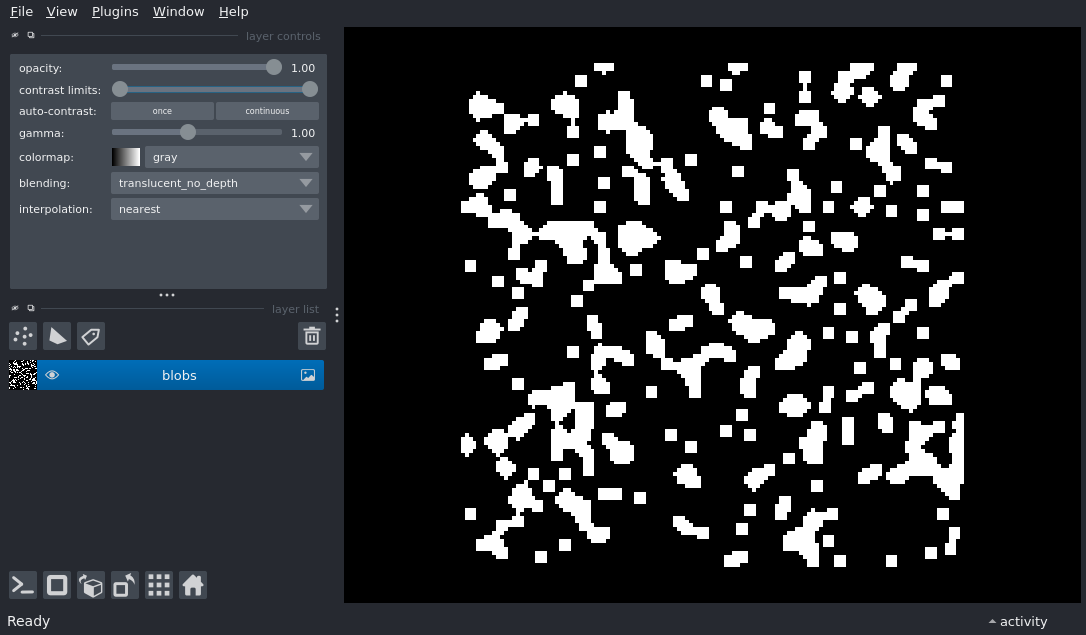 File View Plugins Window Help
layer controls
opacity: 1.00
contrast limits:
auto-contrast: once continuous
gamma: 1.00
colormap: gray
blending: translucent_no_depth
interpolation: nearest
layer list
blobs
Ready activity